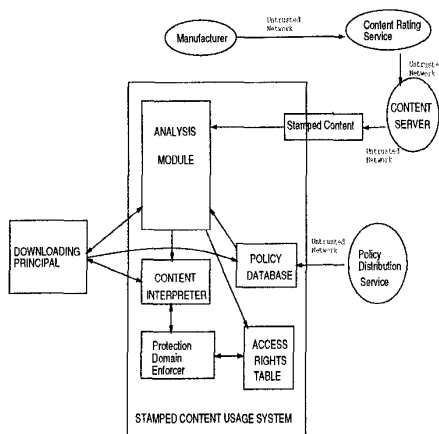 Untrusted
Network
Manufacturer
Content Rating
Service
Untruste
Network
CONTENT
SERVER
Stamped Content
Untrusted
Network
ANALYSIS
MODULE
DOWNLOADING
PRINCIPAL
CONTENT
INTERPRETER
POLICY
DATABASE
Untrusted
Network
Policy
Distribution
Service
Protection
Domain
Enforcer
ACCESS
RIGHTS
TABLE
STAMPED CONTENT USAGE SYSTEM